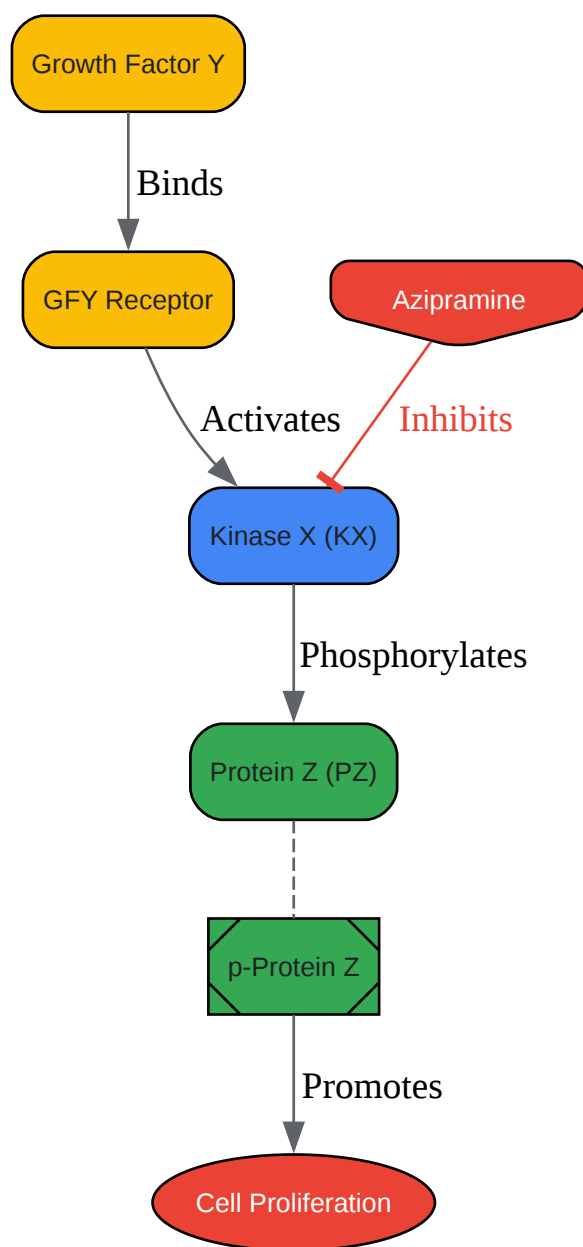 Growth Factor Y
Binds
GFY Receptor
Azipramine
Activates
Inhibits
Kinase X (KX)
Phosphorylates
Protein Z (PZ)
p-Protein Z
Promotes
Cell Proliferation